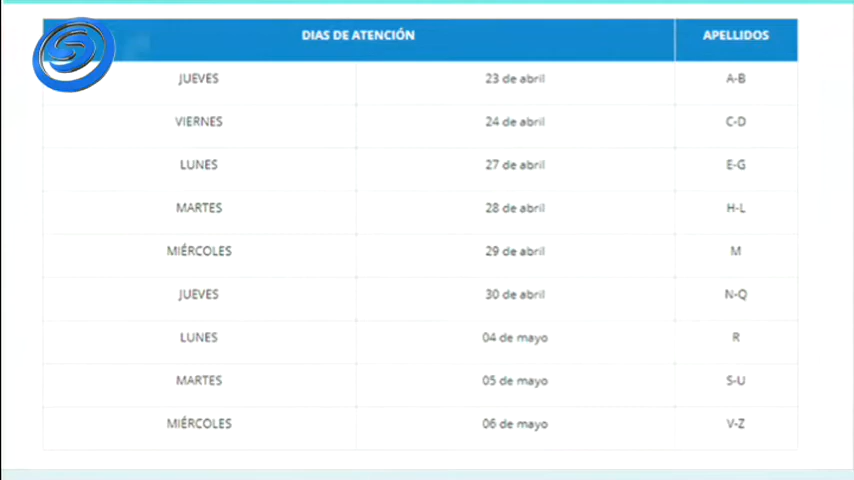 DIAS DE ATENCIÓN APELLIDOS
JUEVES 23 de abril A-B
VIERNES 24 de abril C-D
LUNES 27 de abril E-G
MARTES 28 de abril H-L
MIÉRCOLES 29 de abril M
JUEVES 30 de abril N-Q
LUNES 04 de mayo R
MARTES 05 de mayo S-U
MIÉRCOLES 06 de mayo V-Z